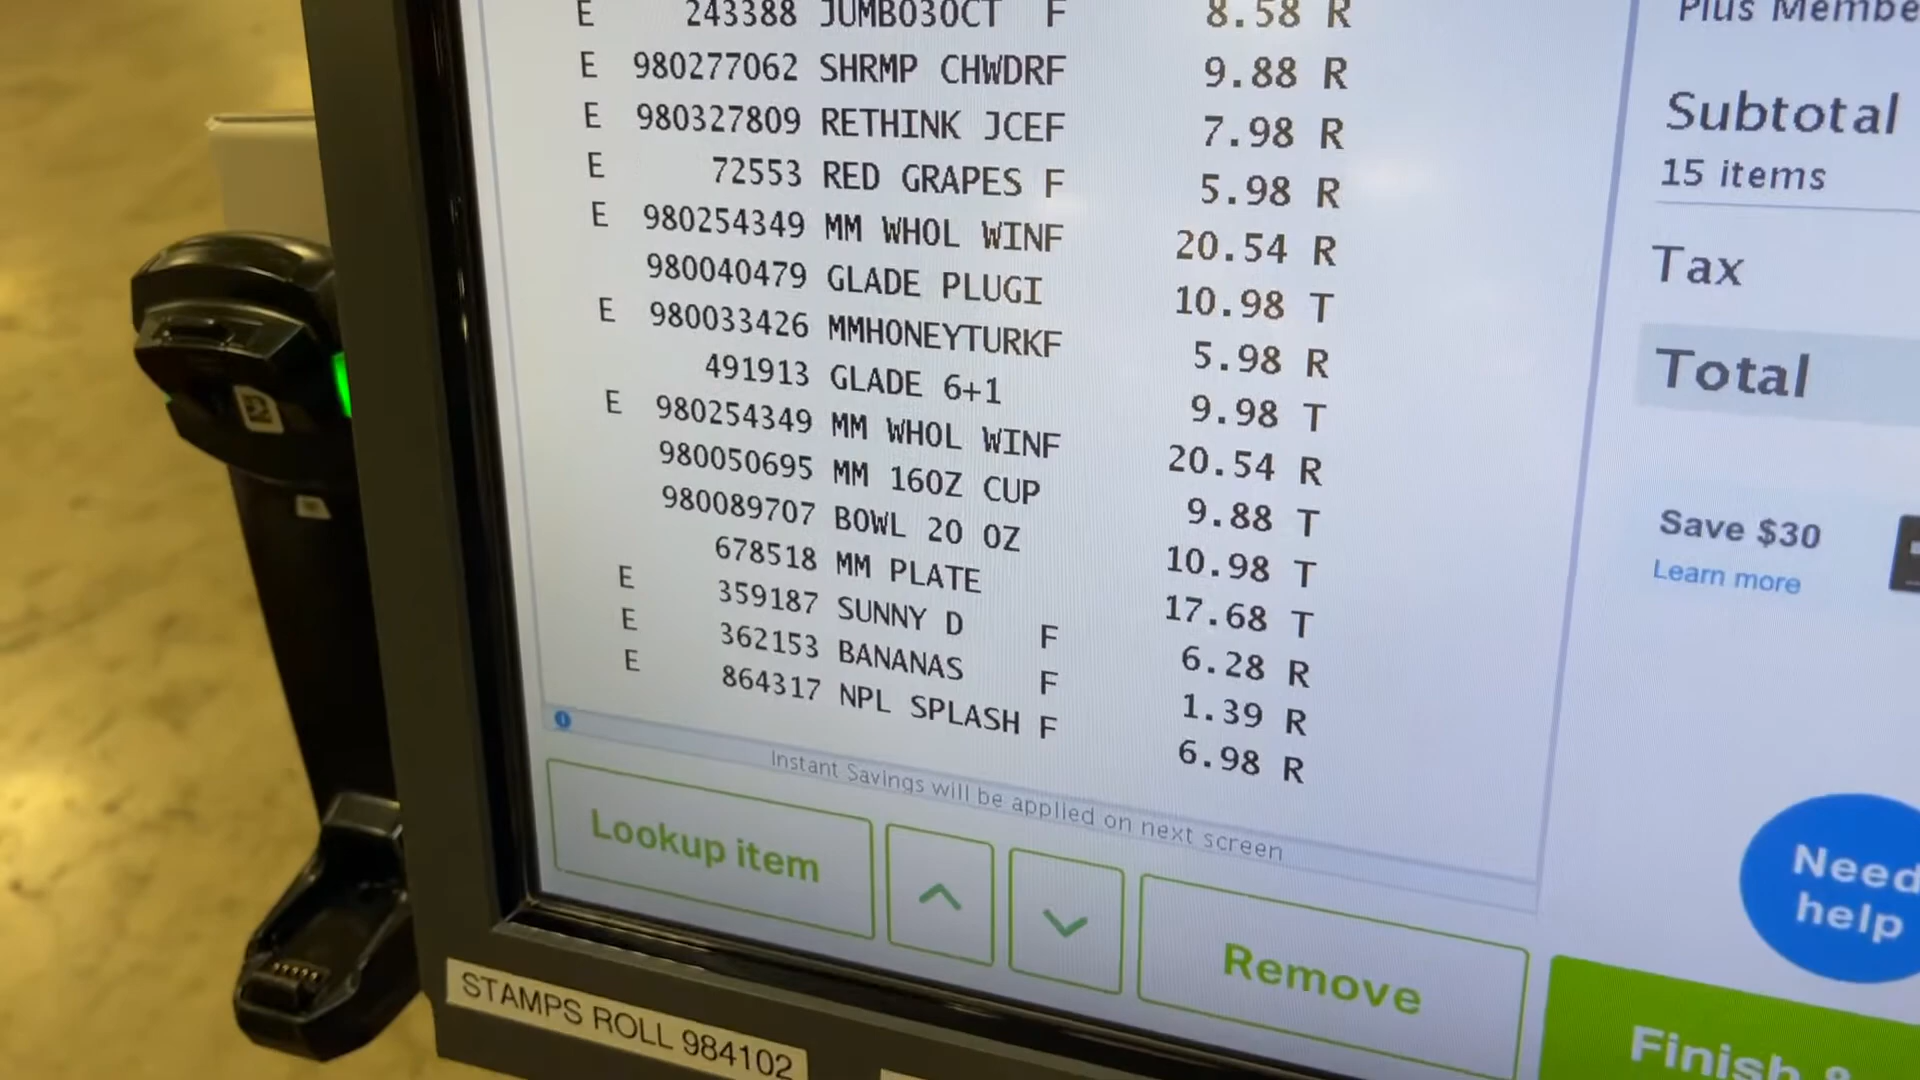 E 243388 JUMBO30CT F 8.58 R
E 980277062 SHRMP CHWDRF 9.88 R
E 980327809 RETHINK JCEF 7.98 R
E 72553 RED GRAPES F 5.98 R
E 980254349 MM WHOL WINF 20.54 R
980040479 GLADE PLUGI 10.98 T
E 980033426 MMHONEYTURKF 5.98 R
491913 GLADE 6+1 9.98 T
E 980254349 MM WHOL WINF 20.54 R
980050695 MM 16OZ CUP 9.88 T
980089707 BOWL 20 OZ 10.98 T
678518 MM PLATE 17.68 T
E 359187 SUNNY D F 6.28 R
E 362153 BANANAS F 1.39 R
E 864317 NPL SPLASH F 6.98 R
Instant Savings will be applied on next screen
Lookup item
Remove
Plus Membe
Subtotal
15 items
Tax
Total
Save $30
Learn more
Need
help
Finish &
STAMPS ROLL 984102